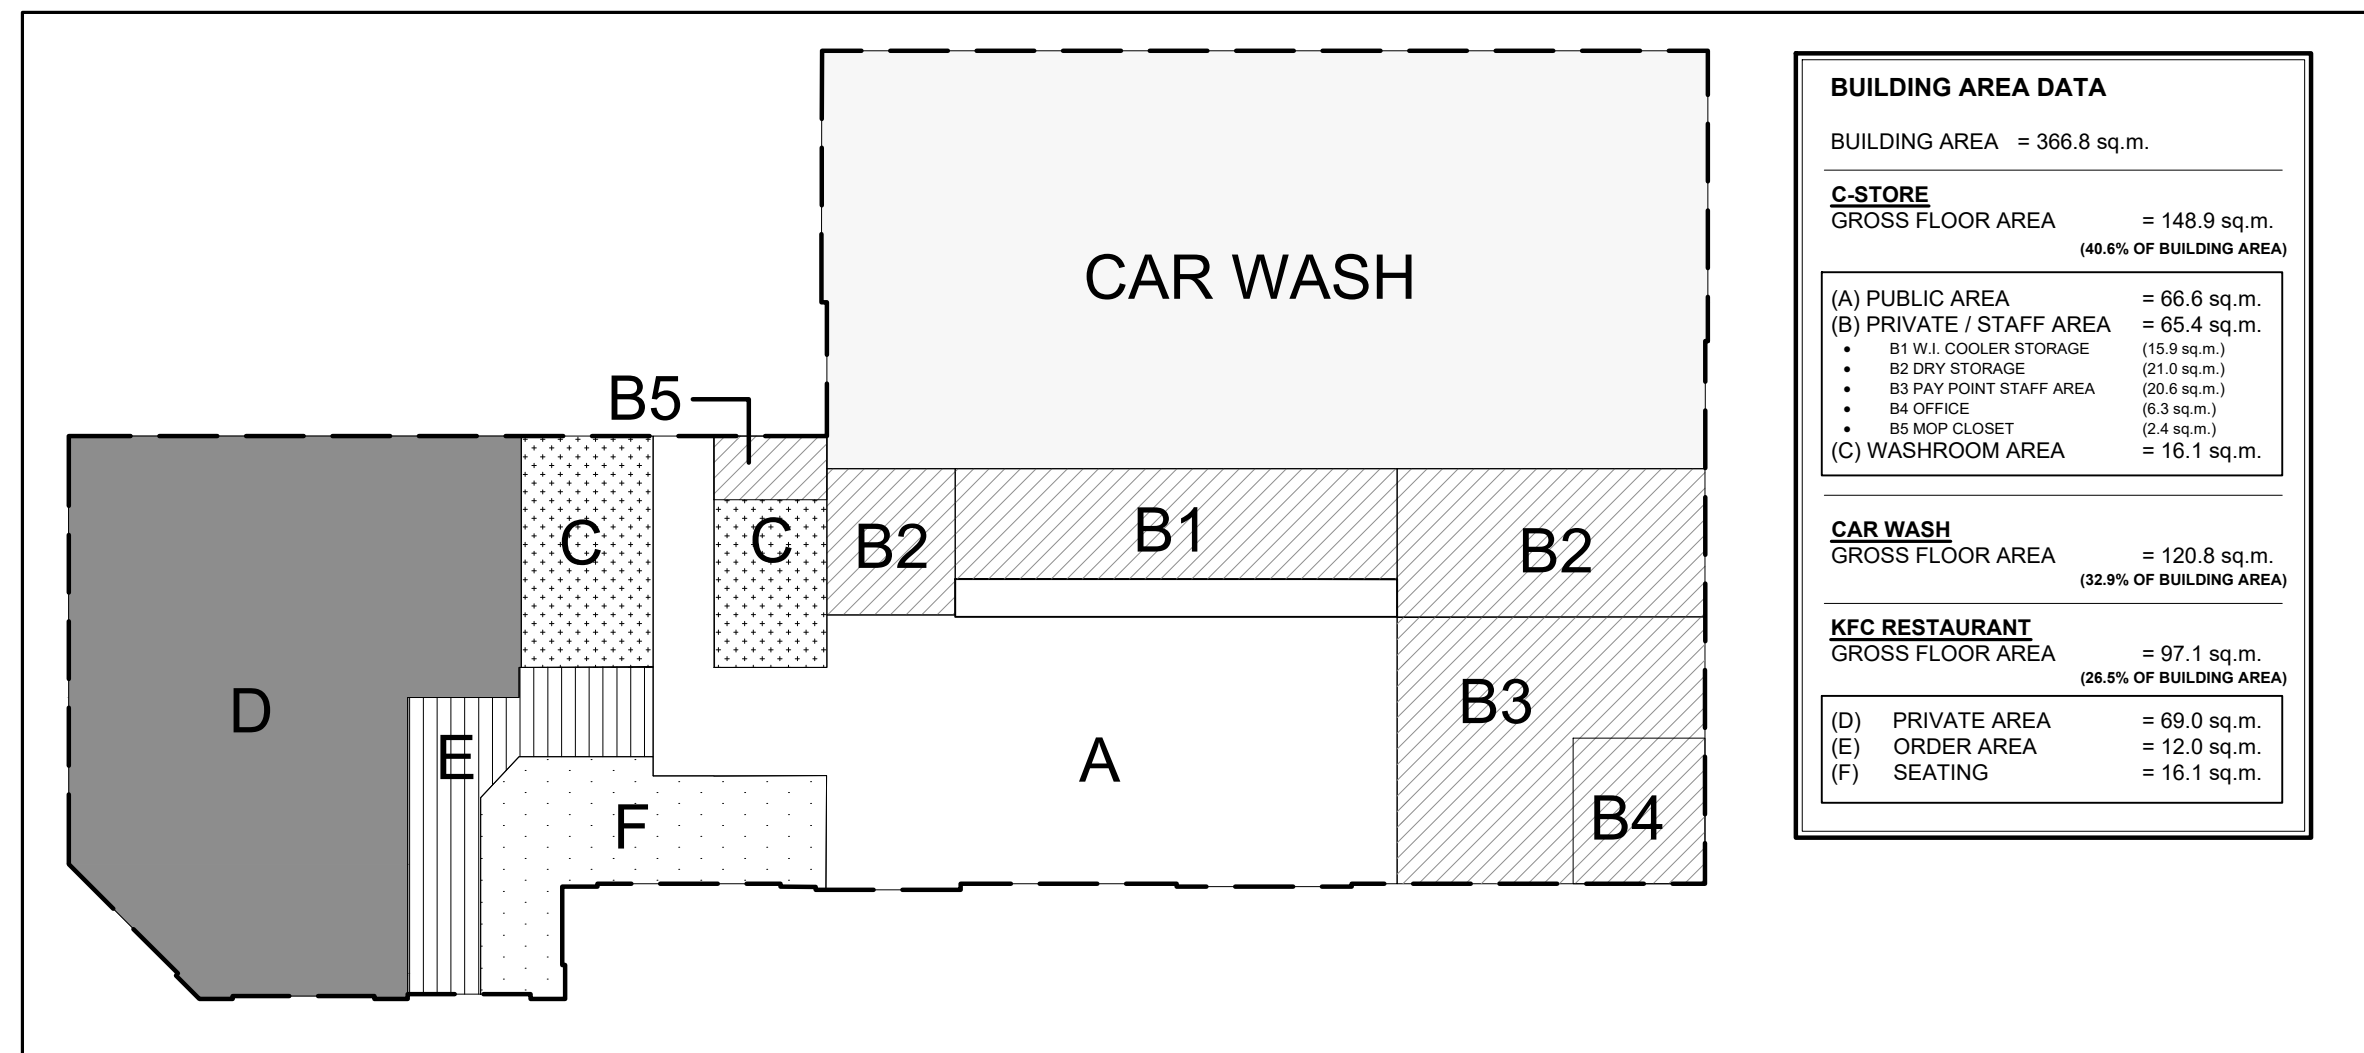 CAR WASH
B5
C
C
B2
B1
B2
D
E
F
A
B3
B4
BUILDING AREA DATA
BUILDING AREA = 366.8 sq.m.
C-STORE
GROSS FLOOR AREA = 148.9 sq.m.
(40.6% OF BUILDING AREA)
(A) PUBLIC AREA = 66.6 sq.m.
(B) PRIVATE / STAFF AREA = 65.4 sq.m.
• B1 W.I. COOLER STORAGE (15.9 sq.m.)
• B2 DRY STORAGE (21.0 sq.m.)
• B3 PAY POINT STAFF AREA (20.6 sq.m.)
• B4 OFFICE (6.3 sq.m.)
• B5 MOP CLOSET (2.4 sq.m.)
(C) WASHROOM AREA = 16.1 sq.m.
CAR WASH
GROSS FLOOR AREA = 120.8 sq.m.
(32.9% OF BUILDING AREA)
KFC RESTAURANT
GROSS FLOOR AREA = 97.1 sq.m.
(26.5% OF BUILDING AREA)
(D) PRIVATE AREA = 69.0 sq.m.
(E) ORDER AREA = 12.0 sq.m.
(F) SEATING = 16.1 sq.m.